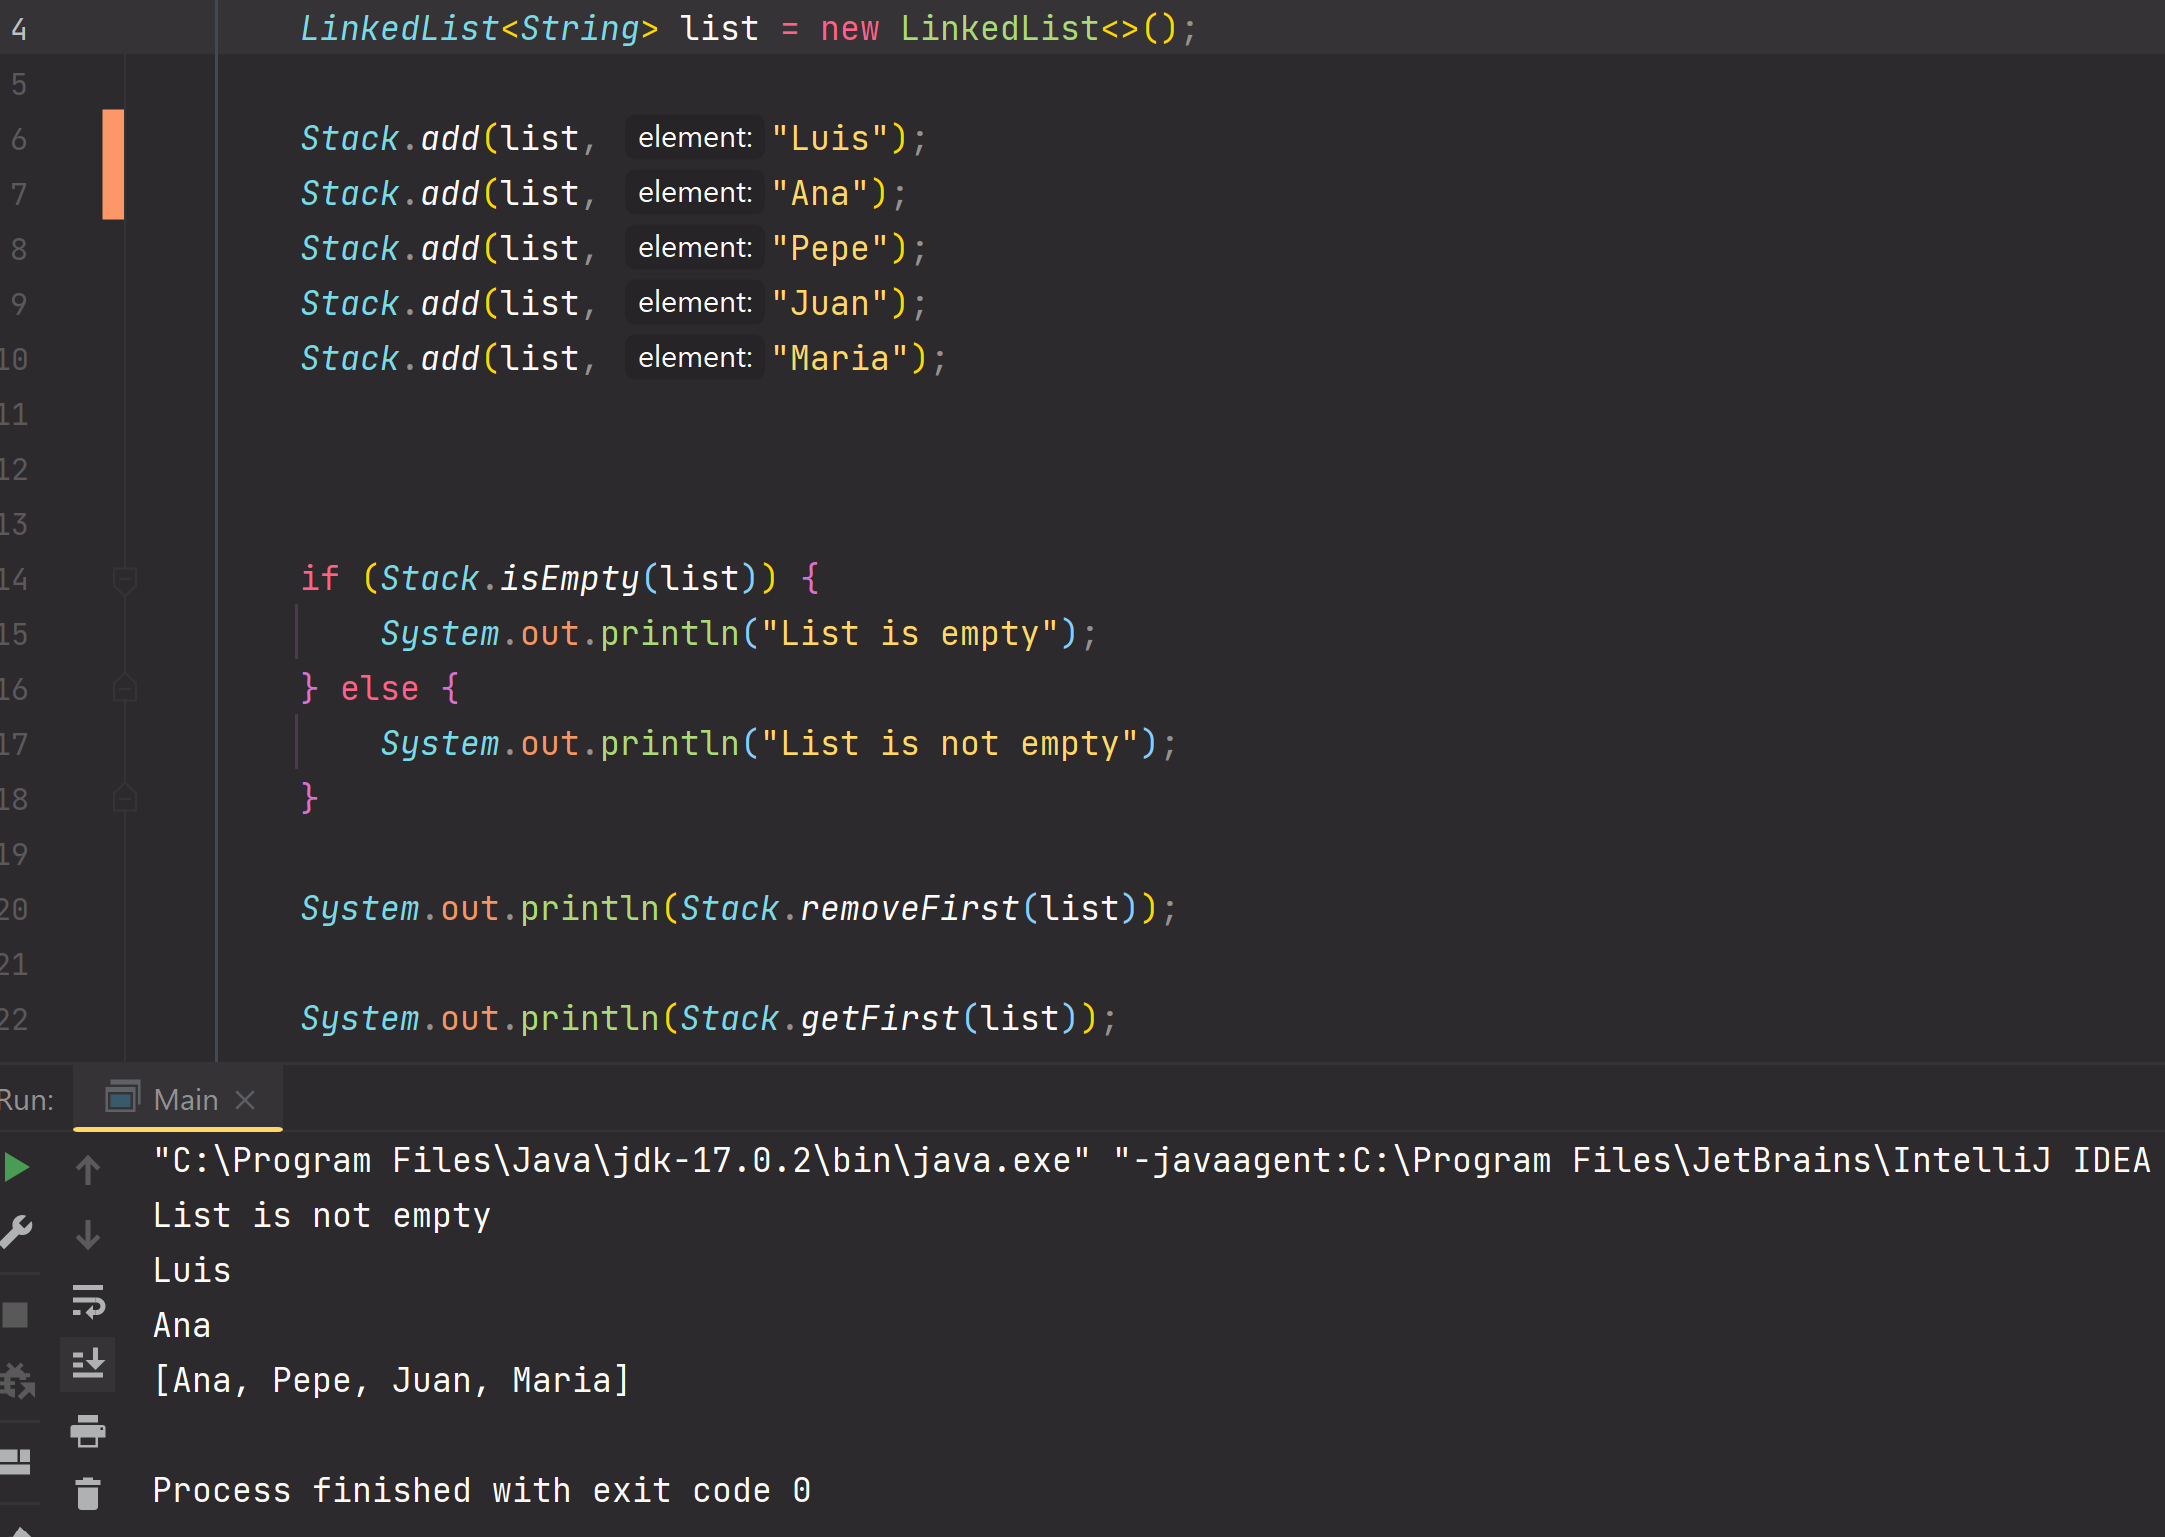 4 LinkedList<String> list = new LinkedList<>();
5
6 Stack.add(list, element: "Luis");
7 Stack.add(list, element: "Ana");
8 Stack.add(list, element: "Pepe");
9 Stack.add(list, element: "Juan");
10 Stack.add(list, element: "Maria");
11
12
13
14 if (Stack.isEmpty(list)) {
15 System.out.println("List is empty");
16 } else {
17 System.out.println("List is not empty");
18 }
19
20 System.out.println(Stack.removeFirst(list));
21
22 System.out.println(Stack.getFirst(list));
Run: Main
"C:\Program Files\Java\jdk-17.0.2\bin\java.exe" "-javaagent:C:\Program Files\JetBrains\IntelliJ IDEA
List is not empty
Luis
Ana
[Ana, Pepe, Juan, Maria]
Process finished with exit code 0